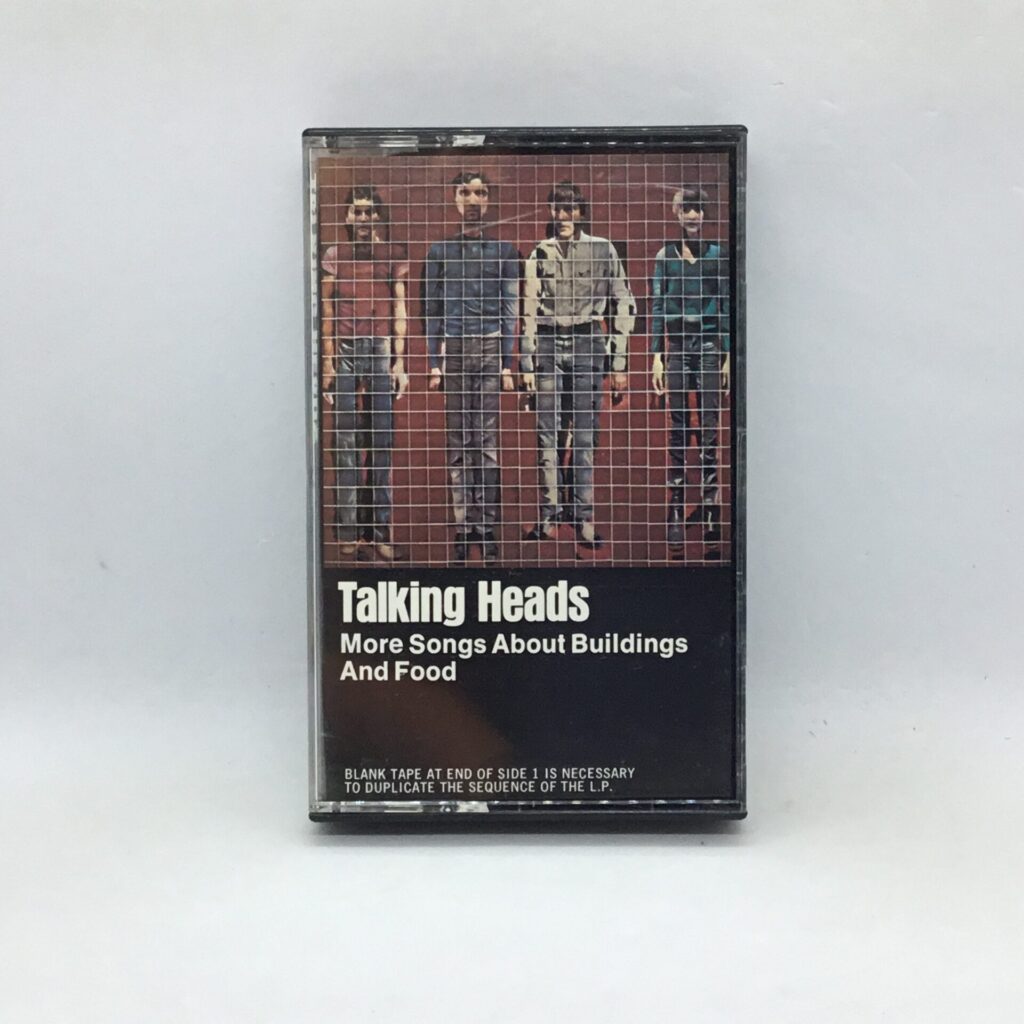 Talking Heads
More Songs About Buildings
And Food
BLANK TAPE AT END OF SIDE 1 IS NECESSARY
TO DUPLICATE THE SEQUENCE OF THE L.P.